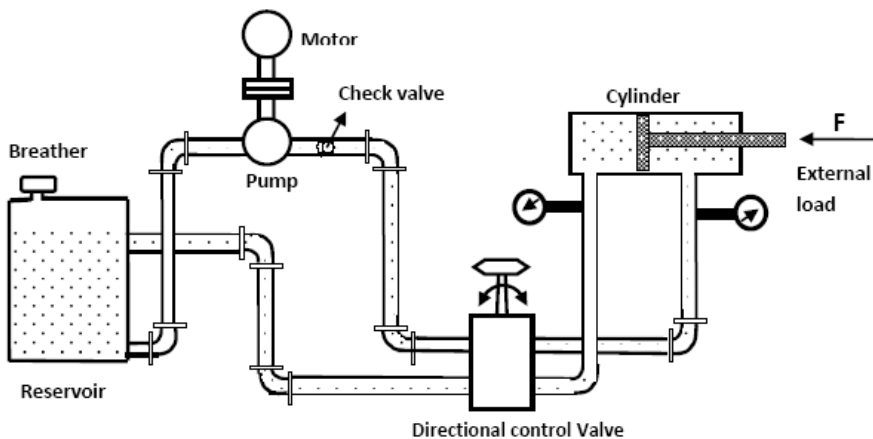 Motor
Check valve
Cylinder
F
Breather
Pump
External
load
Reservoir
Directional control Valve